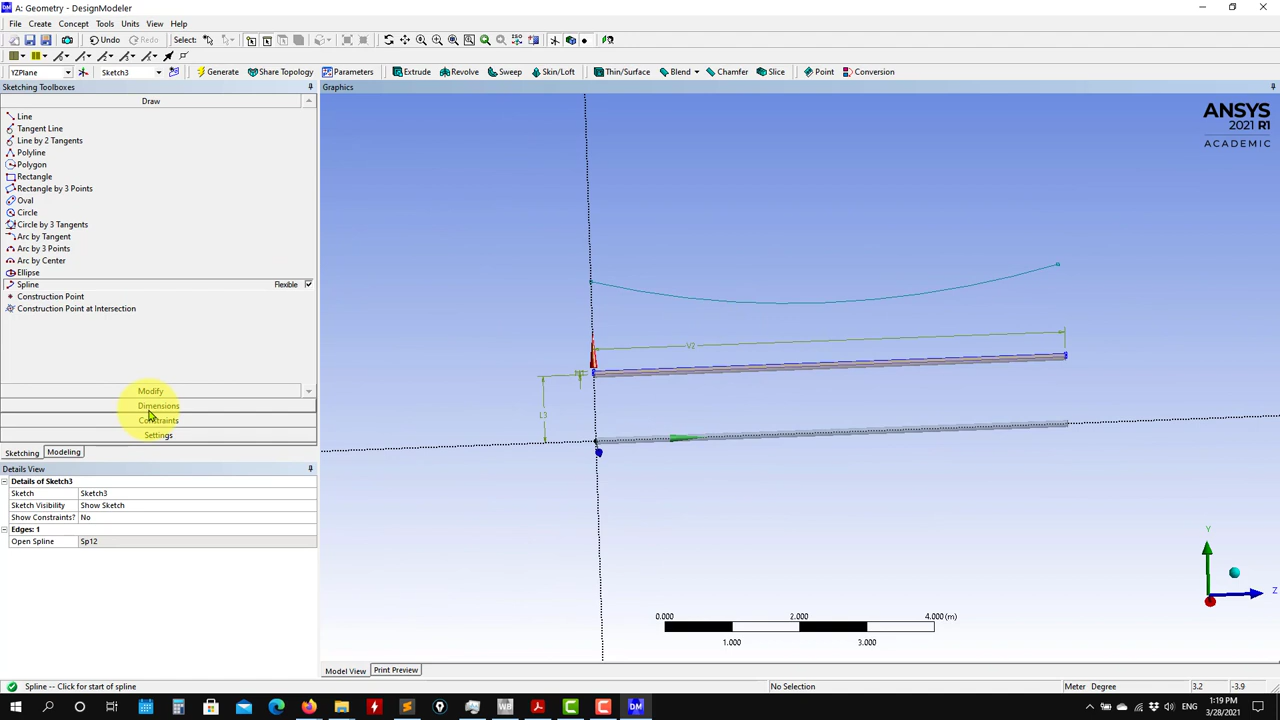 A: Geometry - DesignModeler
File Create Concept Tools Units View Help
Undo Redo Select:
YZPlane Sketch3 Generate Share Topology Parameters Extrude Revolve Sweep Skin/Loft Thin/Surface Blend Chamfer Slice Point Conversion
Sketching Toolboxes
Graphics
Draw
Line
Tangent Line
Line by 2 Tangents
Polyline
Polygon
Rectangle
Rectangle by 3 Points
Oval
Circle
Circle by 3 Tangents
Arc by Tangent
Arc by 3 Points
Arc by Center
Ellipse
Spline Flexible
Construction Point
Construction Point at Intersection
Modify
Dimensions
Constraints
Settings
Sketching Modeling
Details View
Details of Sketch3
Sketch Sketch3
Sketch Visibility Show Sketch
Show Constraints? No
Edges: 1
Open Spline Sp12
ANSYS
2021 R1
ACADEMIC
V2
L3
Y
Z
0.000 2.000 4.000 (m)
1.000 3.000
Model View Print Preview
Spline -- Click for start of spline No Selection Meter Degree 3.2 -3.9
ENG 1:19 PM
3/28/2021